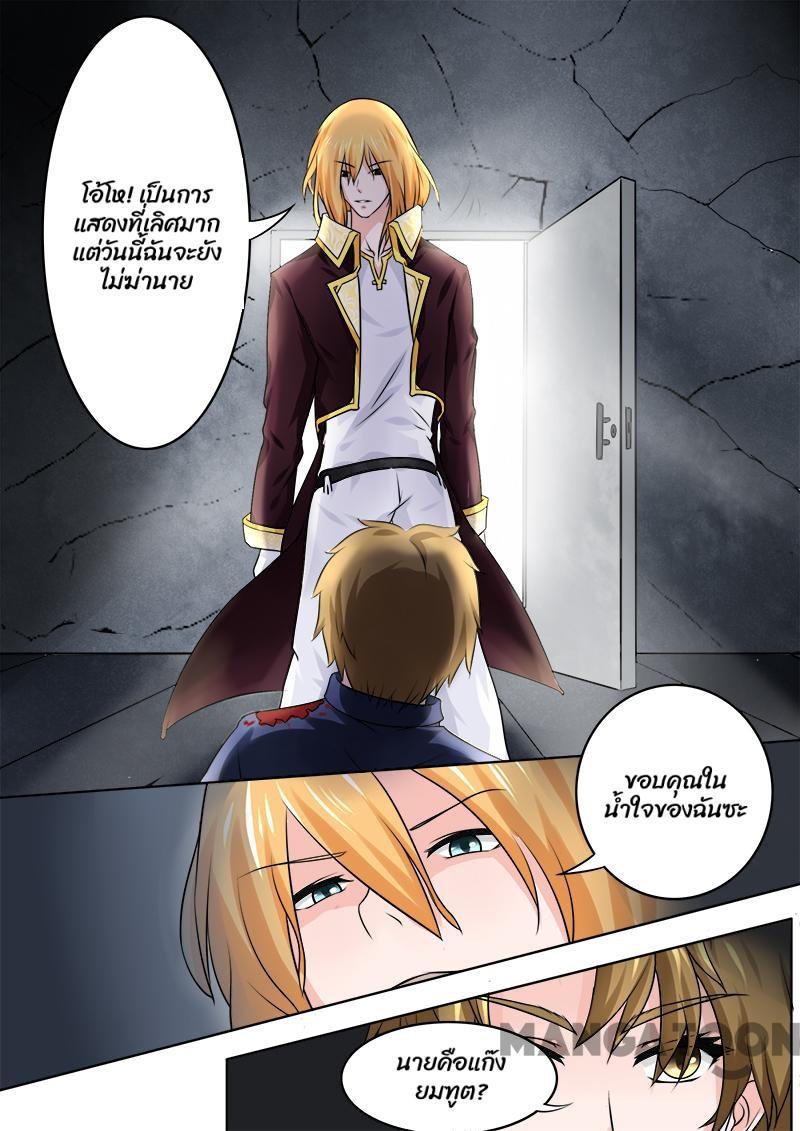 โอ้โห! เป็นการ
แสดงที่เลิศมาก
แต่วันนี้ฉันจะยัง
ไม่ฆ่านาย
ขอบคุณใน
น้ำใจของฉันซะ
นายคือแก๊ง
ยมฑูต?
MANGATOON